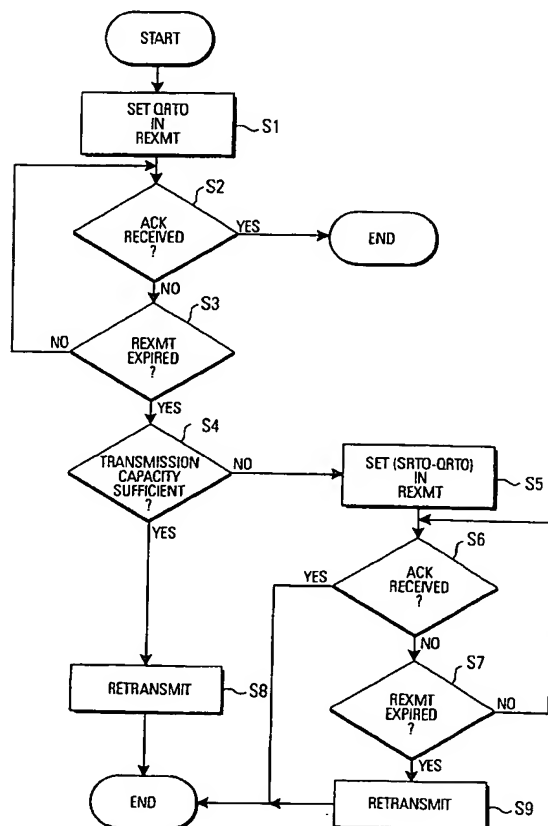 START
SET QRTO
IN
REXMT
S1
S2
ACK
RECEIVED
?
YES
END
NO
S3
REXMT
EXPIRED
?
NO
YES
S4
TRANSMISSION
CAPACITY
SUFFICIENT
?
NO
YES
SET (SRTO-QRTO)
IN
REXMT
S5
S6
ACK
RECEIVED
?
YES
NO
S7
REXMT
EXPIRED
?
NO
YES
RETRANSMIT
S8
END
RETRANSMIT
S9